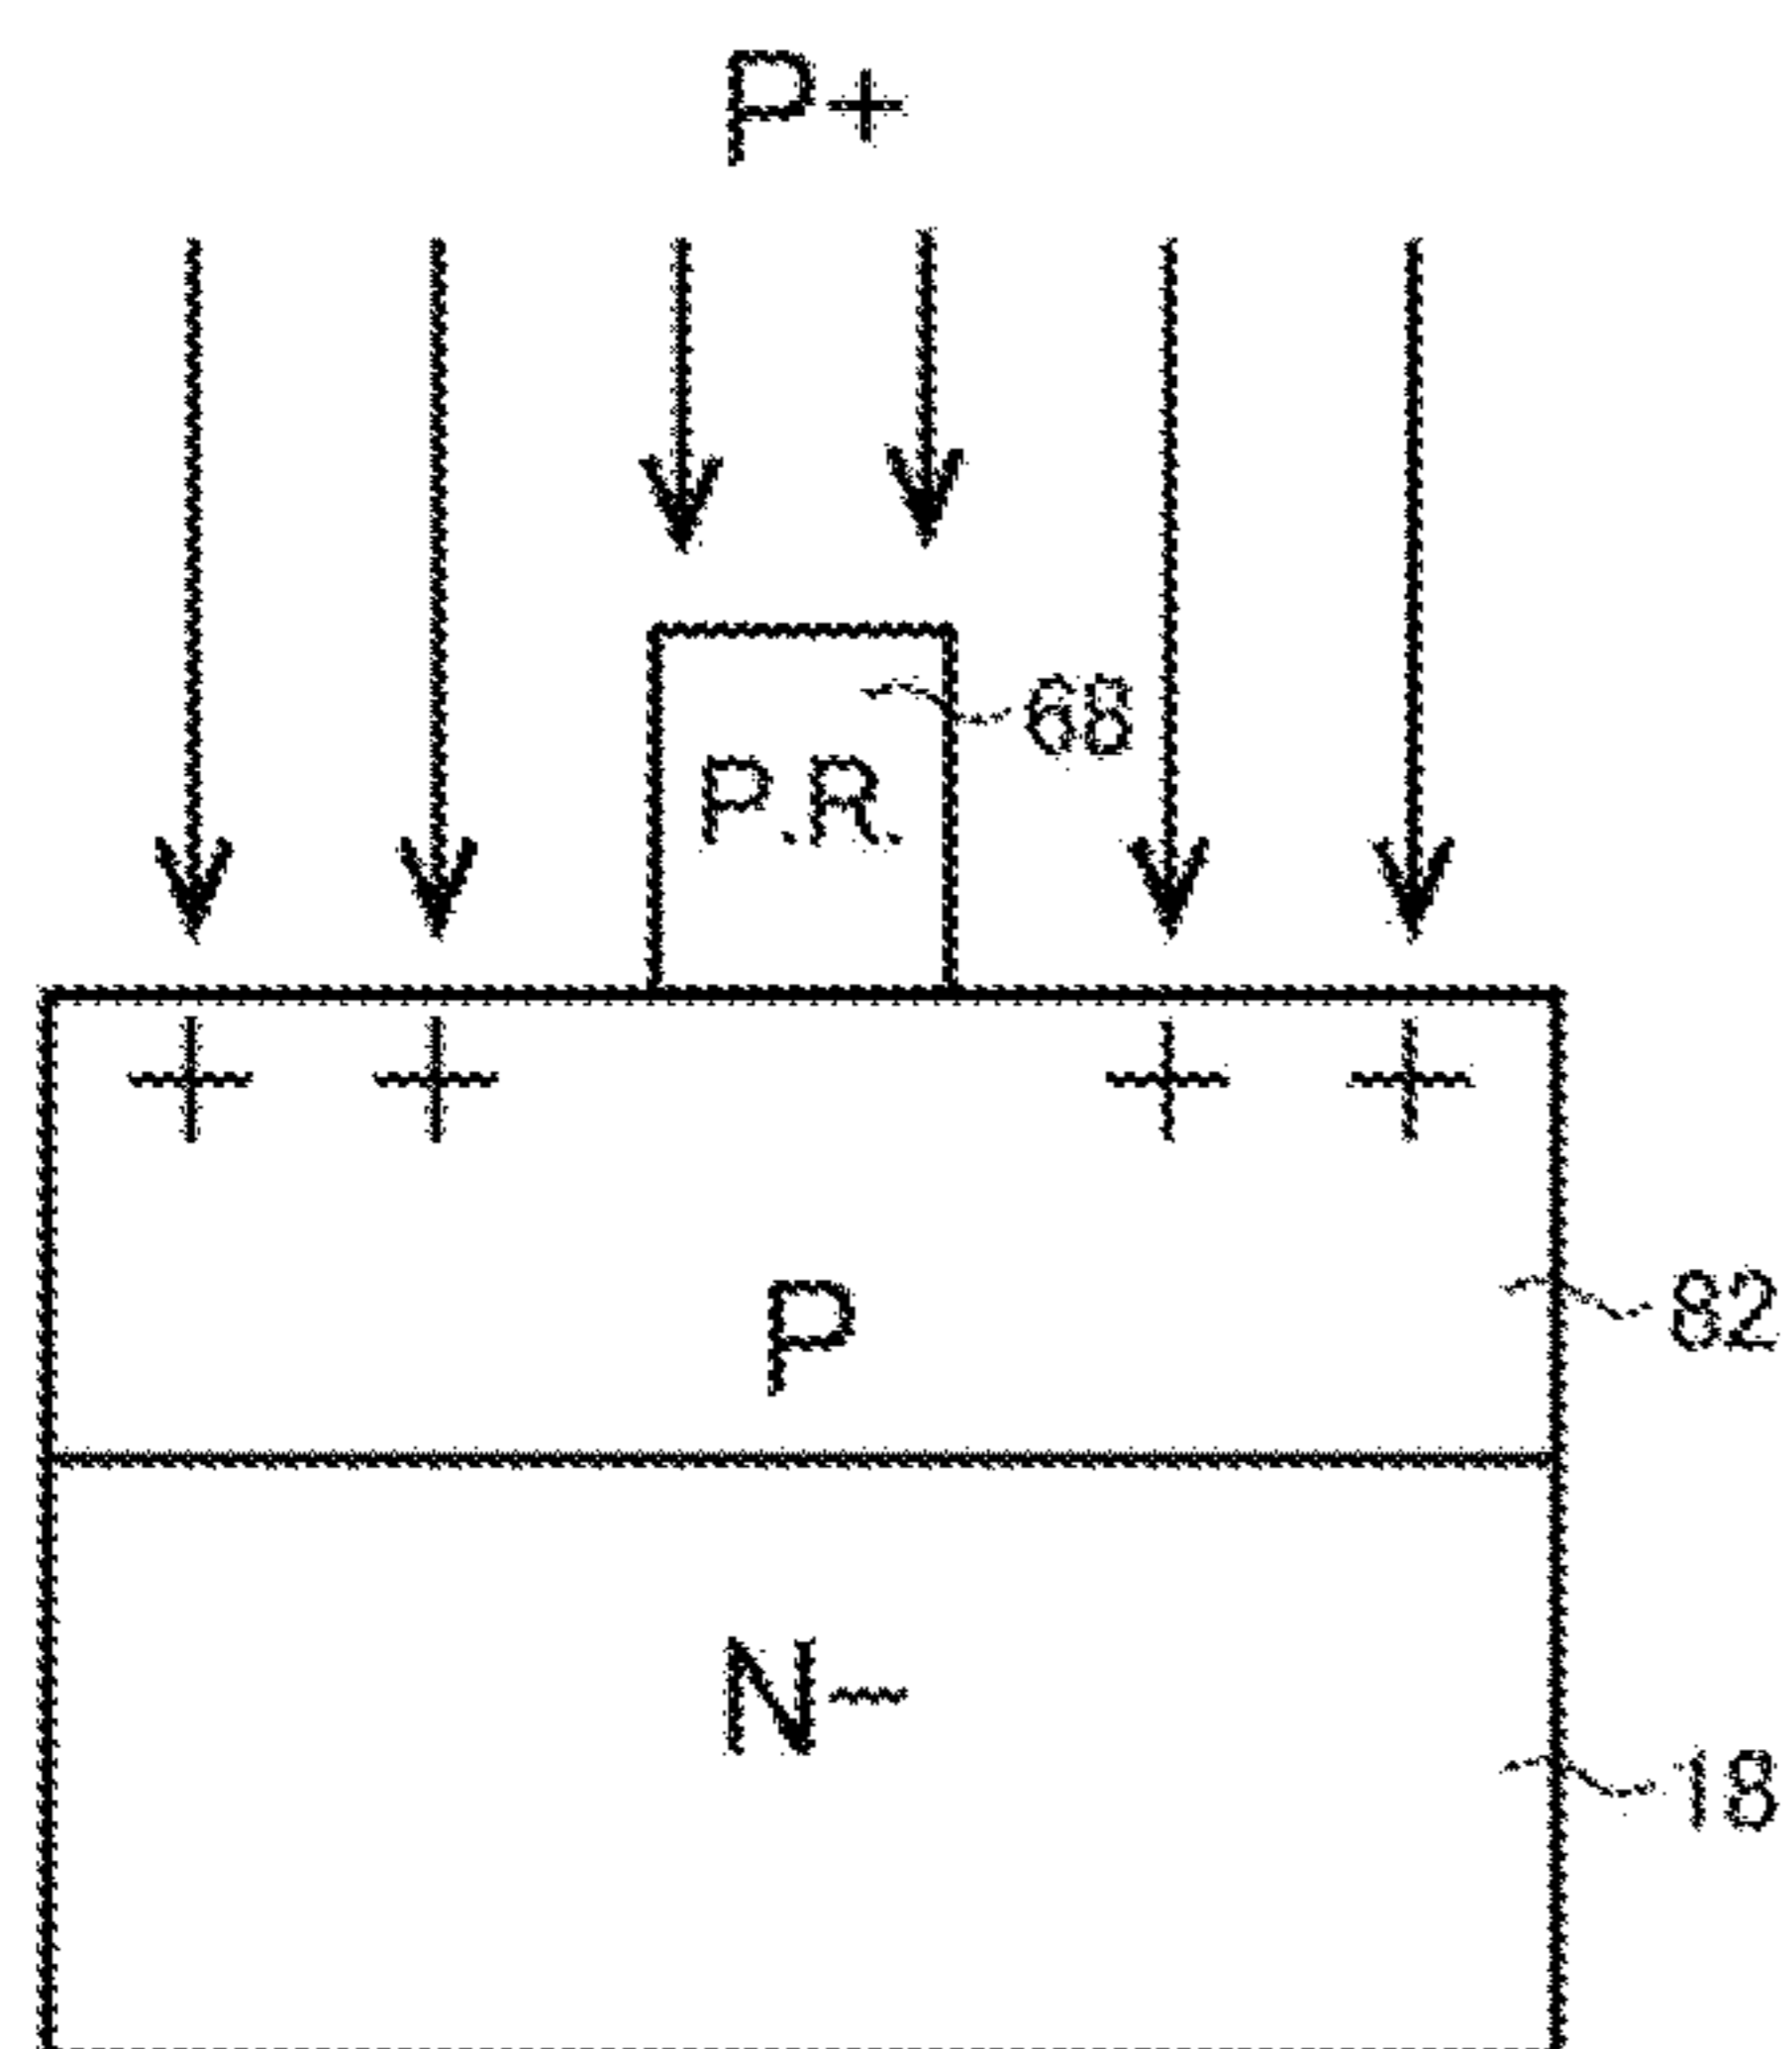 P+
68
P.R.
+ + + +
P
82
N-
18